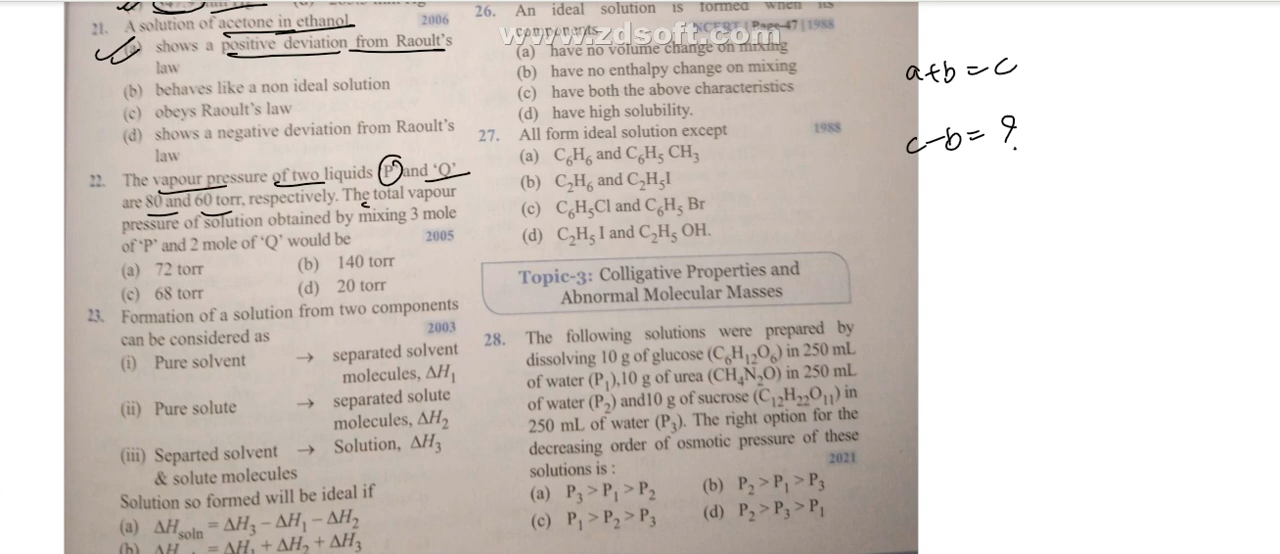 21. A solution of acetone in ethanol 2006
(a) shows a positive deviation from Raoult's
law
(b) behaves like a non ideal solution
(c) obeys Raoult's law
(d) shows a negative deviation from Raoult's
law
22. The vapour pressure of two liquids 'P' and 'Q'
are 80 and 60 torr, respectively. The total vapour
pressure of solution obtained by mixing 3 mole
of 'P' and 2 mole of 'Q' would be 2005
(a) 72 torr (b) 140 torr
(c) 68 torr (d) 20 torr
23. Formation of a solution from two components
can be considered as 2003
(i) Pure solvent → separated solvent
molecules, ΔH₁
(ii) Pure solute → separated solute
molecules, ΔH₂
(iii) Separted solvent → Solution, ΔH₃
& solute molecules
Solution so formed will be ideal if
(a) ΔHsoln = ΔH₃ – ΔH₁ – ΔH₂
(b) = ΔH₁ + ΔH₂ + ΔH₃
26. An ideal solution is formed when its
components NCERT | Page-47 | 1988
www.zdsoft.com
(a) have no volume change on mixing
(b) have no enthalpy change on mixing
(c) have both the above characteristics
(d) have high solubility.
27. All form ideal solution except 1988
(a) C₆H₆ and C₆H₅ CH₃
(b) C₂H₆ and C₂H₅I
(c) C₆H₅Cl and C₆H₅ Br
(d) C₂H₅ I and C₂H₅ OH.
Topic-3: Colligative Properties and
Abnormal Molecular Masses
28. The following solutions were prepared by
dissolving 10 g of glucose (C₆H₁₂O₆) in 250 mL
of water (P₁),10 g of urea (CH₄N₂O) in 250 mL
of water (P₂) and10 g of sucrose (C₁₂H₂₂O₁₁) in
250 mL of water (P₃). The right option for the
decreasing order of osmotic pressure of these
solutions is : 2021
(a) P₃ > P₁ > P₂ (b) P₂ > P₁ > P₃
(c) P₁ > P₂ > P₃ (d) P₂ > P₃ > P₁
a+b = c
c-b = ?